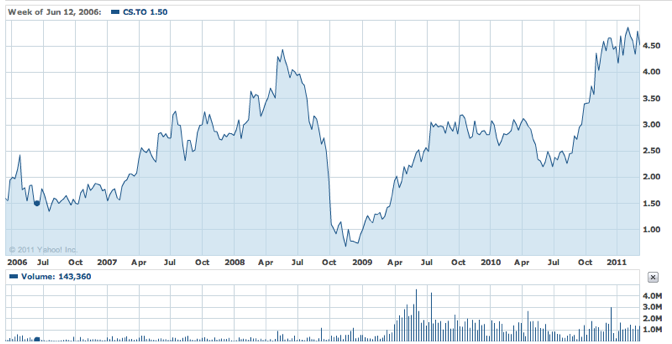 Week of Jun 12, 2006: CS.TO 1.50
4.50
4.00
3.50
3.00
2.50
2.00
1.50
1.00
© 2011 Yahoo! Inc.
2006 Jul Oct 2007 Apr Jul Oct 2008 Apr Jul Oct 2009 Apr Jul Oct 2010 Apr Jul Oct 2011
Volume: 143,360
4.0M
3.0M
2.0M
1.0M